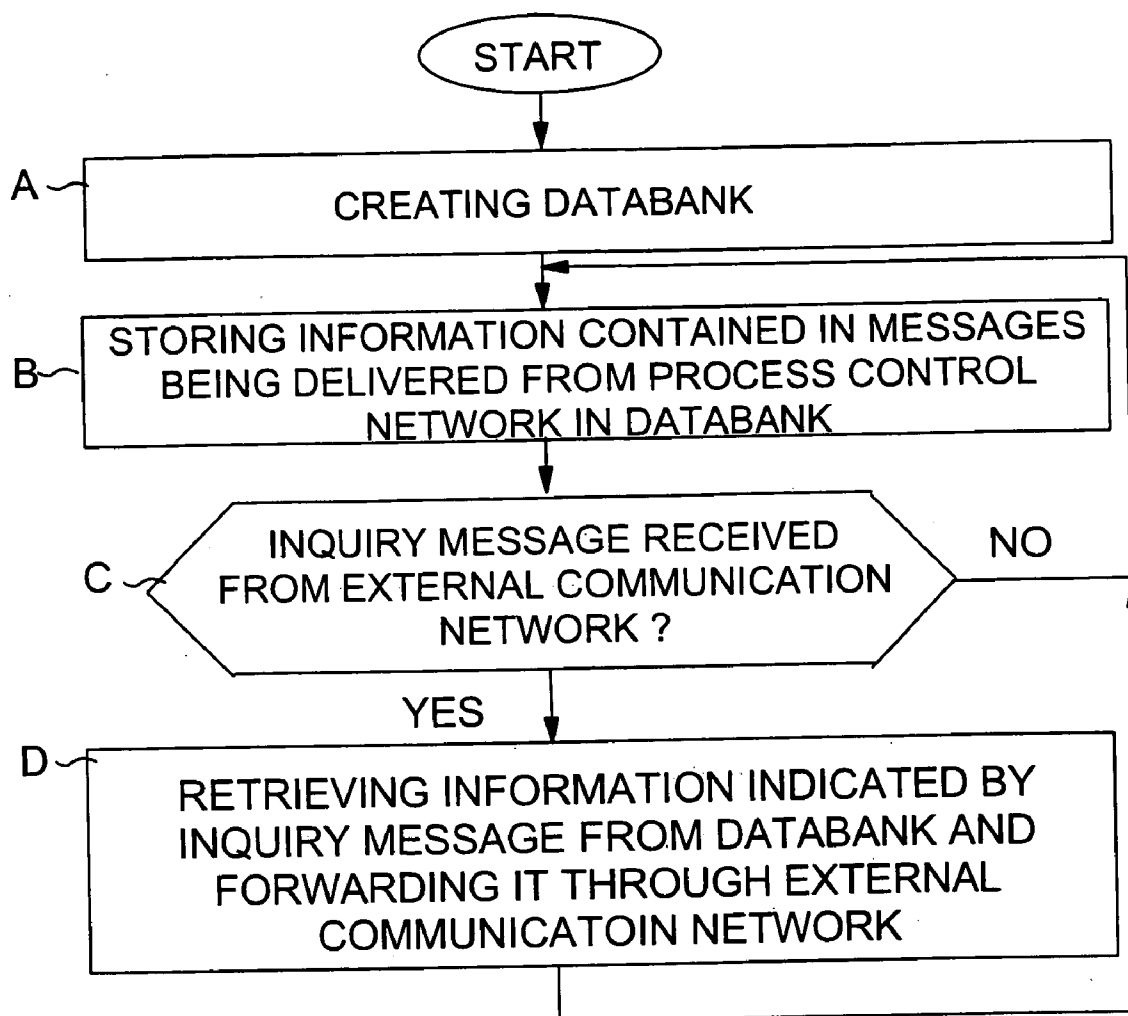 START
A
CREATING DATABANK
B
STORING INFORMATION CONTAINED IN MESSAGES
BEING DELIVERED FROM PROCESS CONTROL
NETWORK IN DATABANK
C
INQUIRY MESSAGE RECEIVED
FROM EXTERNAL COMMUNICATION
NETWORK ?
NO
YES
D
RETRIEVING INFORMATION INDICATED BY
INQUIRY MESSAGE FROM DATABANK AND
FORWARDING IT THROUGH EXTERNAL
COMMUNICATOIN NETWORK